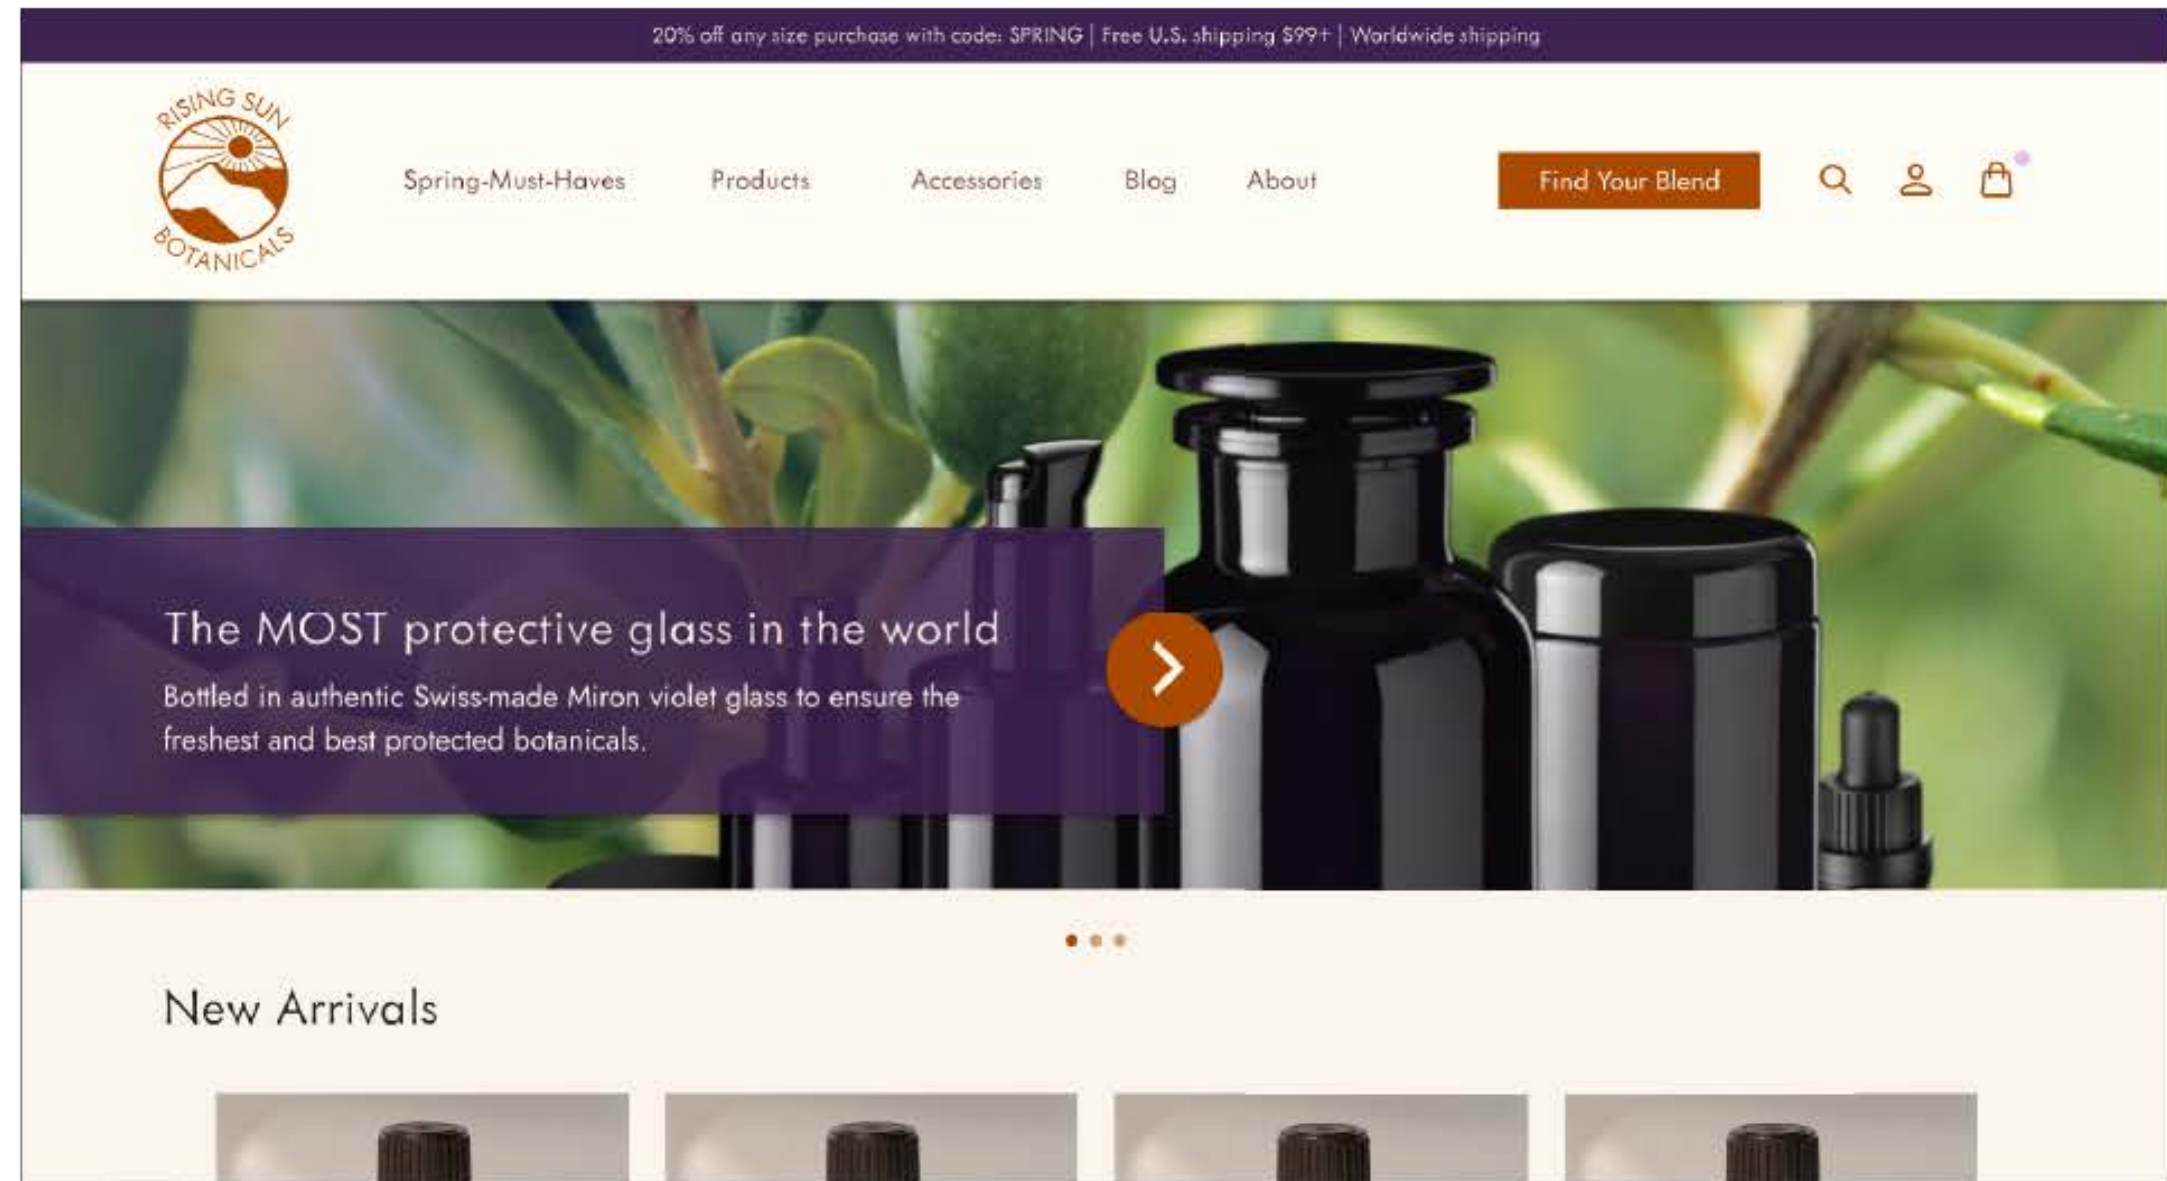 20% off any size purchase with code: SPRING | Free U.S. shipping $99+ | Worldwide shipping
RISING SUN
BOTANICALS
Spring-Must-Haves
Products
Accessories
Blog
About
Find Your Blend
The MOST protective glass in the world
Bottled in authentic Swiss-made Miron violet glass to ensure the
freshest and best protected botanicals.
New Arrivals